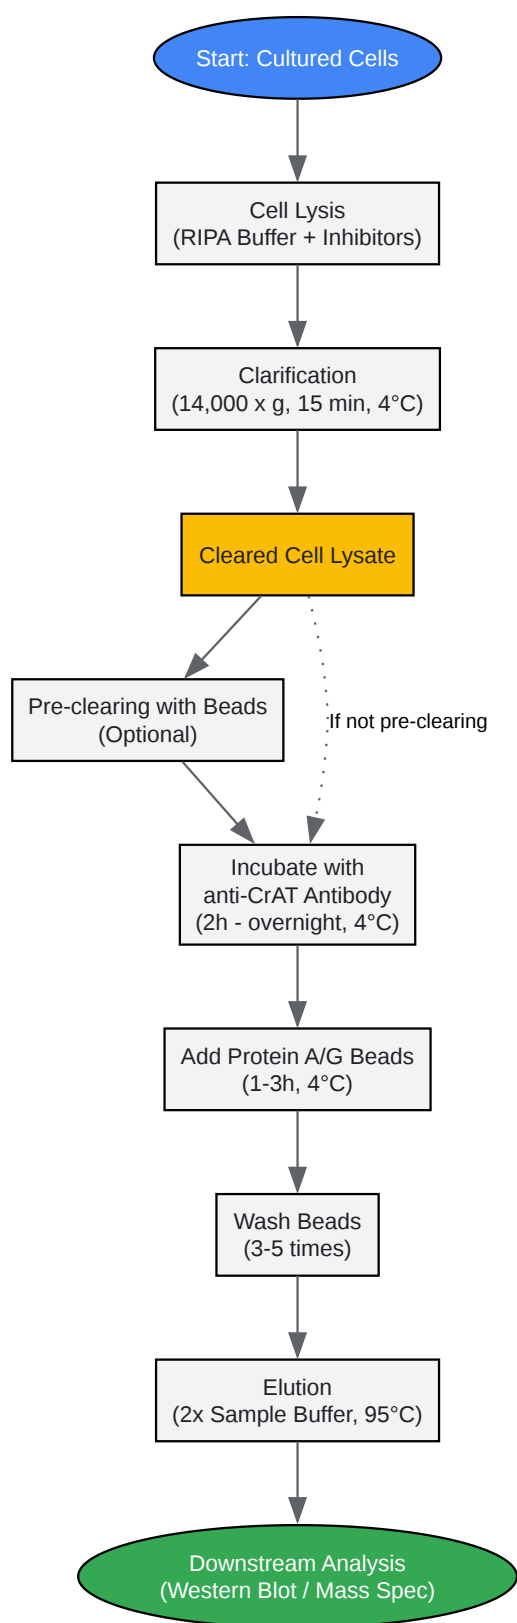 Start: Cultured Cells
Cell Lysis
(RIPA Buffer + Inhibitors)
Clarification
(14,000 x g, 15 min, 4°C)
Cleared Cell Lysate
Pre-clearing with Beads
(Optional)
If not pre-clearing
Incubate with
anti-CrAT Antibody
(2h - overnight, 4°C)
Add Protein A/G Beads
(1-3h, 4°C)
Wash Beads
(3-5 times)
Elution
(2x Sample Buffer, 95°C)
Downstream Analysis
(Western Blot / Mass Spec)